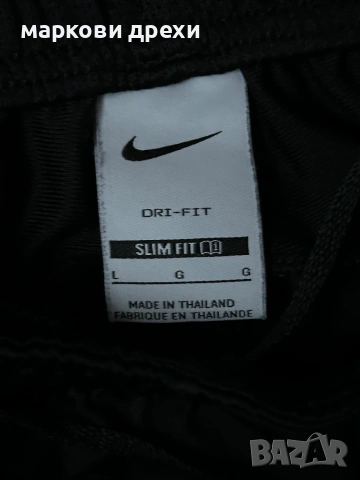 маркови дрехи
DRI-FIT
SLIM FIT
L G G
MADE IN THAILAND
FABRIQUE EN THAILANDE
BAZAR